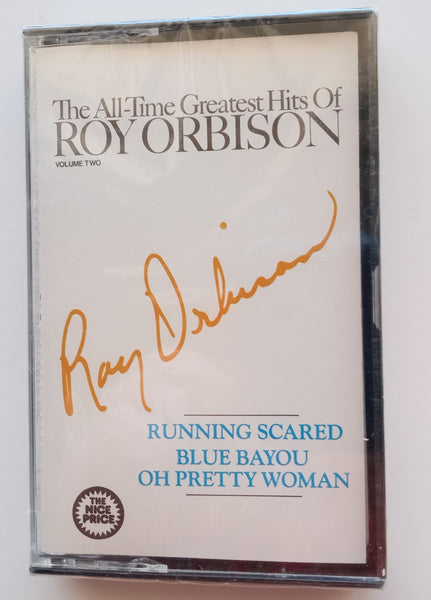 The All-Time Greatest Hits Of
ROY ORBISON
VOLUME TWO
Roy Orbison
RUNNING SCARED
BLUE BAYOU
OH PRETTY WOMAN
THE
NICE
PRICE